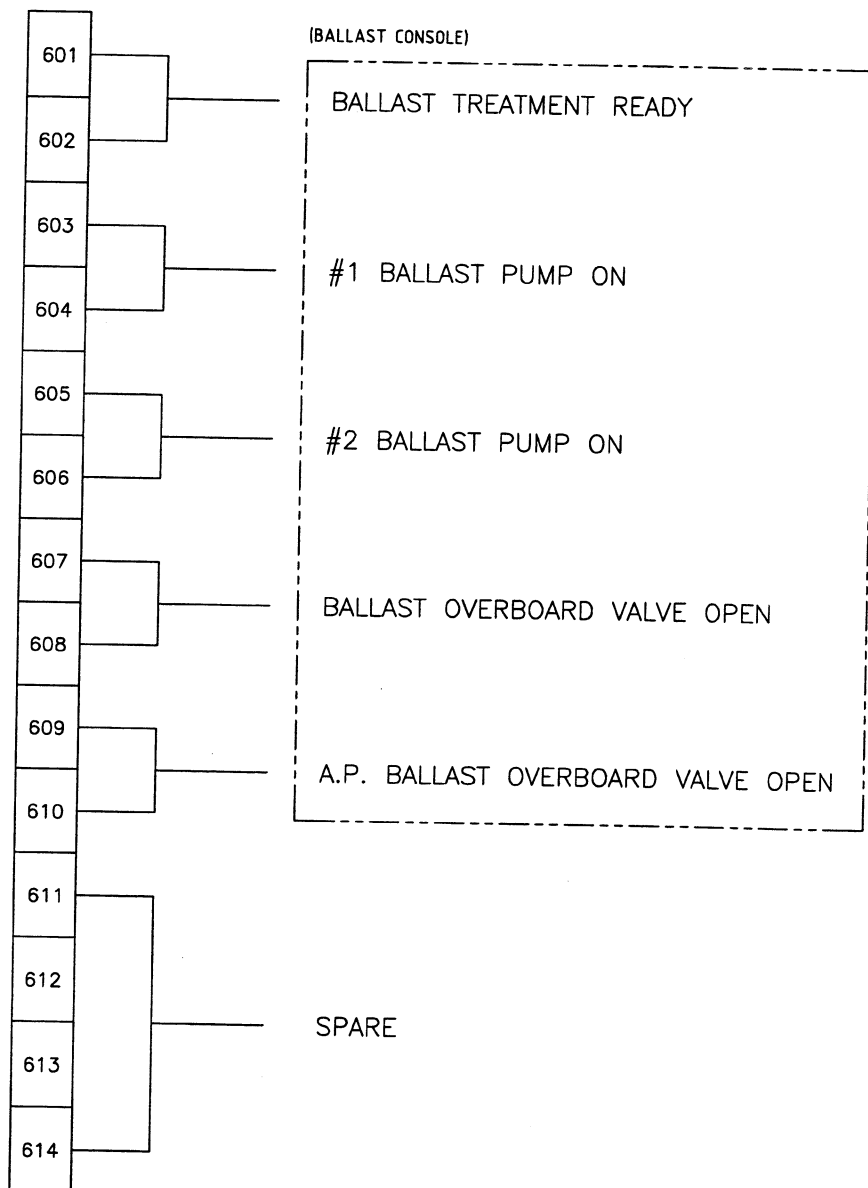 (BALLAST CONSOLE)
601
BALLAST TREATMENT READY
602
603
#1 BALLAST PUMP ON
604
605
#2 BALLAST PUMP ON
606
607
BALLAST OVERBOARD VALVE OPEN
608
609
A.P. BALLAST OVERBOARD VALVE OPEN
610
611
612
SPARE
613
614